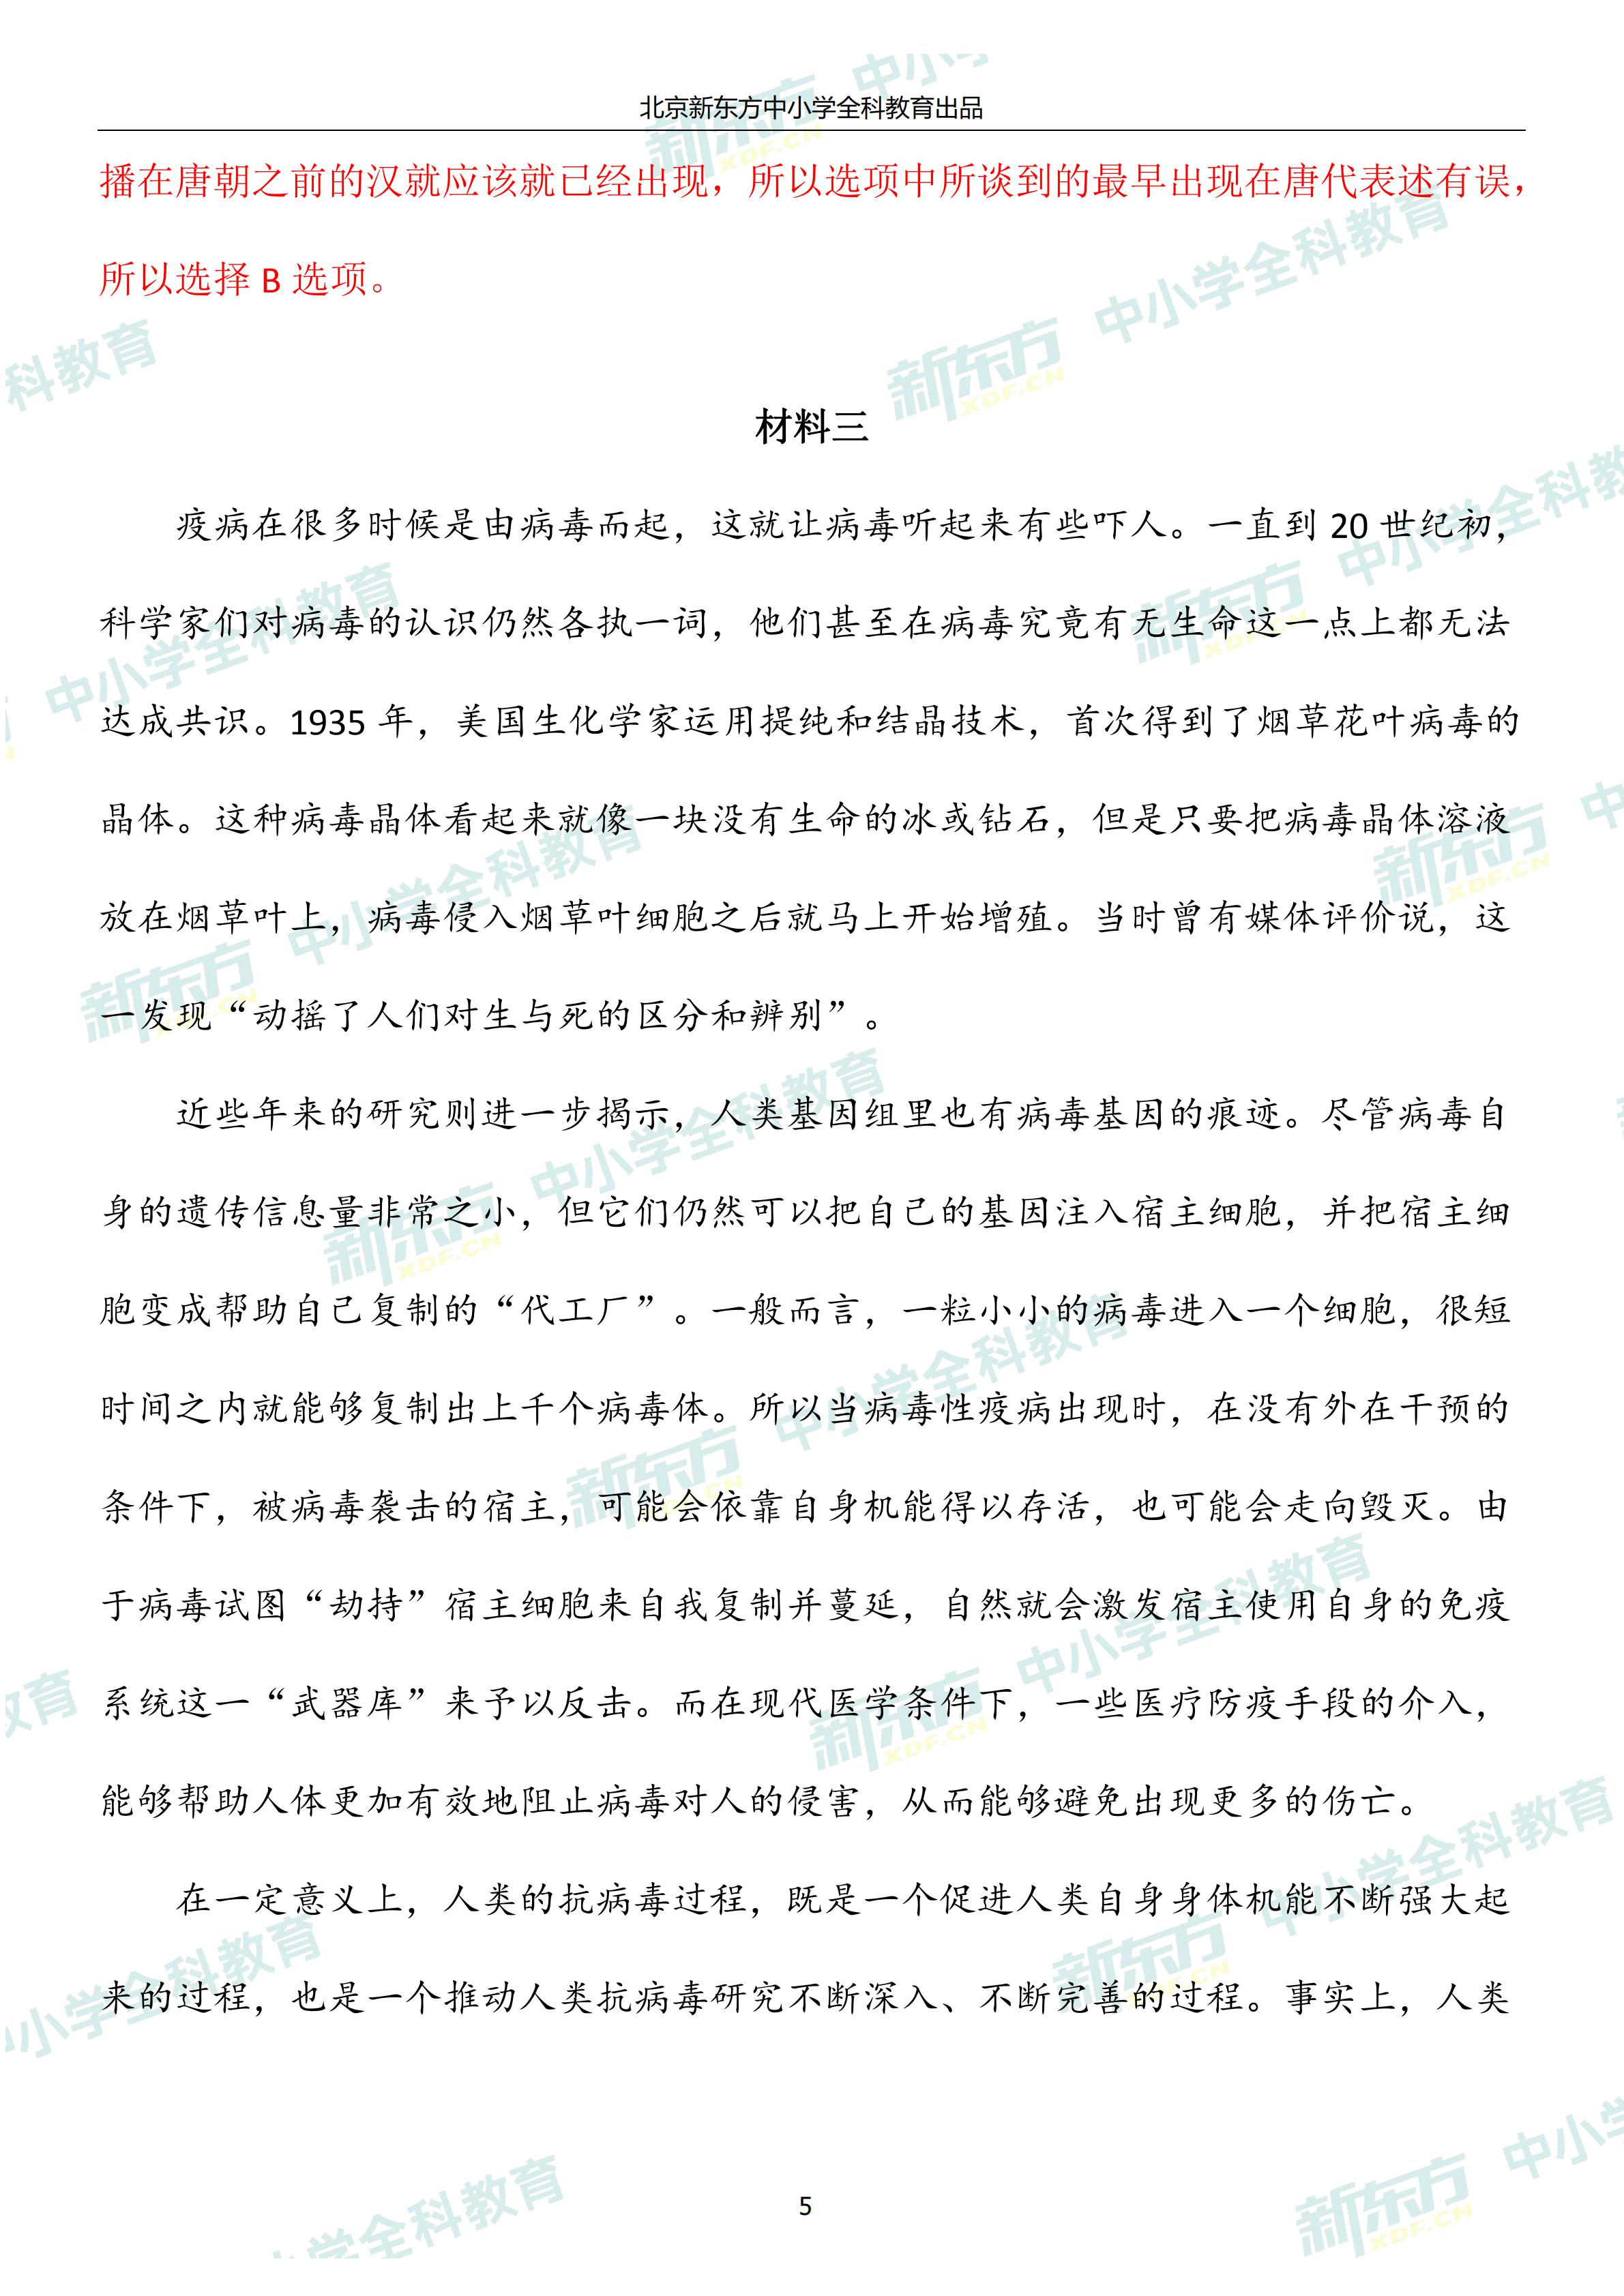 北京新东方中小学全科教育出品
播在唐朝之前的汉就应该就已经出现，所以选项中所谈到的最早出现在唐代表述有误，
所以选择 B 选项。
材料三
疫病在很多时候是由病毒而起，这就让病毒听起来有些吓人。一直到 20 世纪初，
科学家们对病毒的认识仍然各执一词，他们甚至在病毒究竟有无生命这一点上都无法
达成共识。1935 年，美国生化学家运用提纯和结晶技术，首次得到了烟草花叶病毒的
晶体。这种病毒晶体看起来就像一块没有生命的冰或钻石，但是只要把病毒晶体溶液
放在烟草叶上，病毒侵入烟草叶细胞之后就马上开始增殖。当时曾有媒体评价说，这
一发现“动摇了人们对生与死的区分和辨别”。
近些年来的研究则进一步揭示，人类基因组里也有病毒基因的痕迹。尽管病毒自
身的遗传信息量非常之小，但它们仍然可以把自己的基因注入宿主细胞，并把宿主细
胞变成帮助自己复制的“代工厂”。一般而言，一粒小小的病毒进入一个细胞，很短
时间之内就能够复制出上千个病毒体。所以当病毒性疫病出现时，在没有外在干预的
条件下，被病毒袭击的宿主，可能会依靠自身机能得以存活，也可能会走向毁灭。由
于病毒试图“劫持”宿主细胞来自我复制并蔓延，自然就会激发宿主使用自身的免疫
系统这一“武器库”来予以反击。而在现代医学条件下，一些医疗防疫手段的介入，
能够帮助人体更加有效地阻止病毒对人的侵害，从而能够避免出现更多的伤亡。
在一定意义上，人类的抗病毒过程，既是一个促进人类自身身体机能不断强大起
来的过程，也是一个推动人类抗病毒研究不断深入、不断完善的过程。事实上，人类
5
新东方 XDF.CN 中小学全科教育